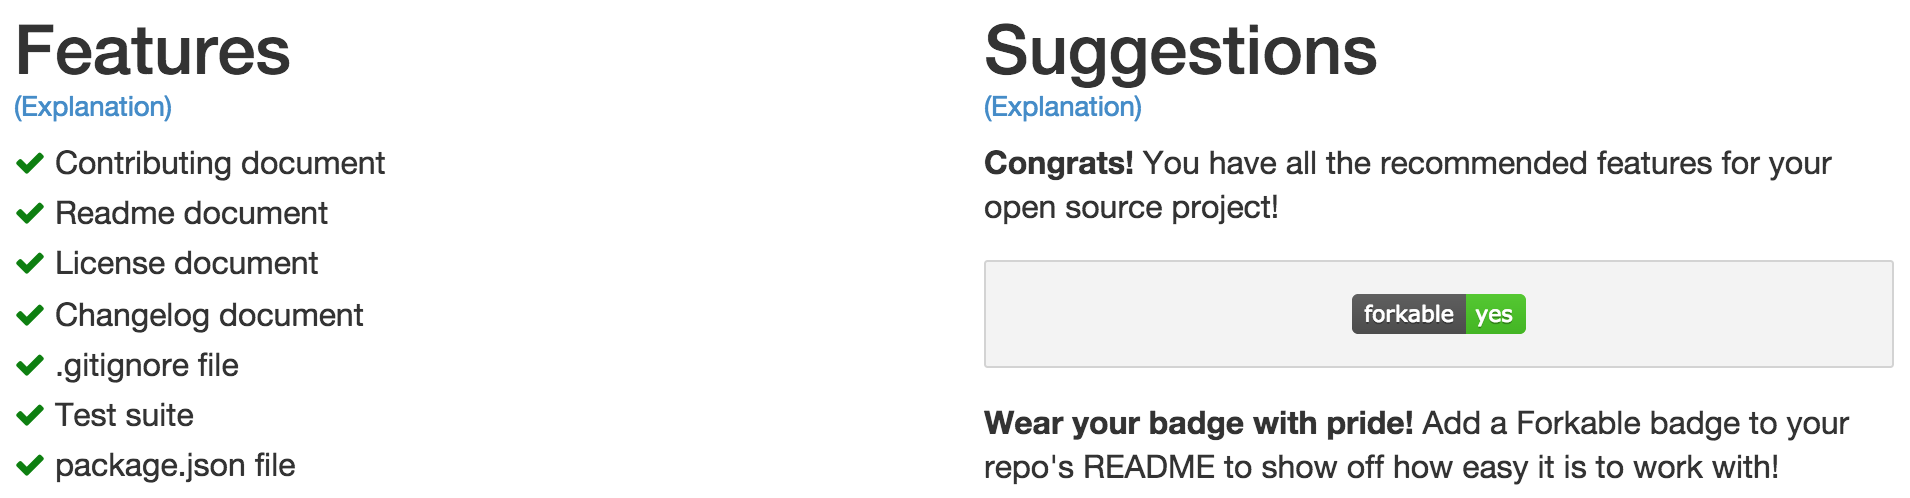 Features
(Explanation)
Contributing document
Readme document
License document
Changelog document
.gitignore file
Test suite
package.json file
Suggestions
(Explanation)
Congrats! You have all the recommended features for your
open source project!
forkable yes
Wear your badge with pride! Add a Forkable badge to your
repo's README to show off how easy it is to work with!